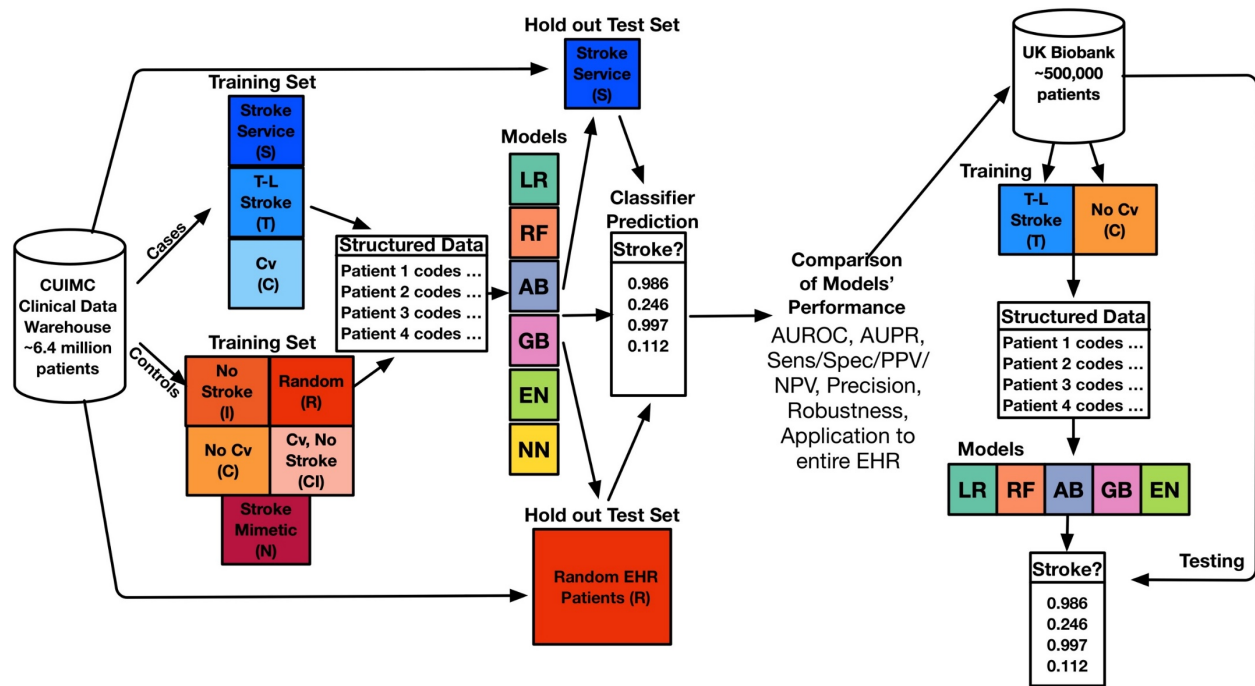 CUIMC
Clinical Data
Warehouse
~6.4 million
patients
Cases
Controls
Training Set
Stroke
Service
(S)
T-L
Stroke
(T)
Cv
(C)
Training Set
No
Stroke
(I)
Random
(R)
No Cv
(C)
Cv, No
Stroke
(CI)
Stroke
Mimetic
(N)
Structured Data
Patient 1 codes ...
Patient 2 codes ...
Patient 3 codes ...
Patient 4 codes ...
Models
LR
RF
AB
GB
EN
NN
Hold out Test Set
Stroke
Service
(S)
Classifier
Prediction
Stroke?
0.986
0.246
0.997
0.112
Hold out Test Set
Random EHR
Patients (R)
Comparison
of Models’
Performance
AUROC, AUPR,
Sens/Spec/PPV/
NPV, Precision,
Robustness,
Application to
entire EHR
UK Biobank
~500,000
patients
Training
T-L
Stroke
(T)
No Cv
(C)
Structured Data
Patient 1 codes ...
Patient 2 codes ...
Patient 3 codes ...
Patient 4 codes ...
Models
LR
RF
AB
GB
EN
Testing
Stroke?
0.986
0.246
0.997
0.112